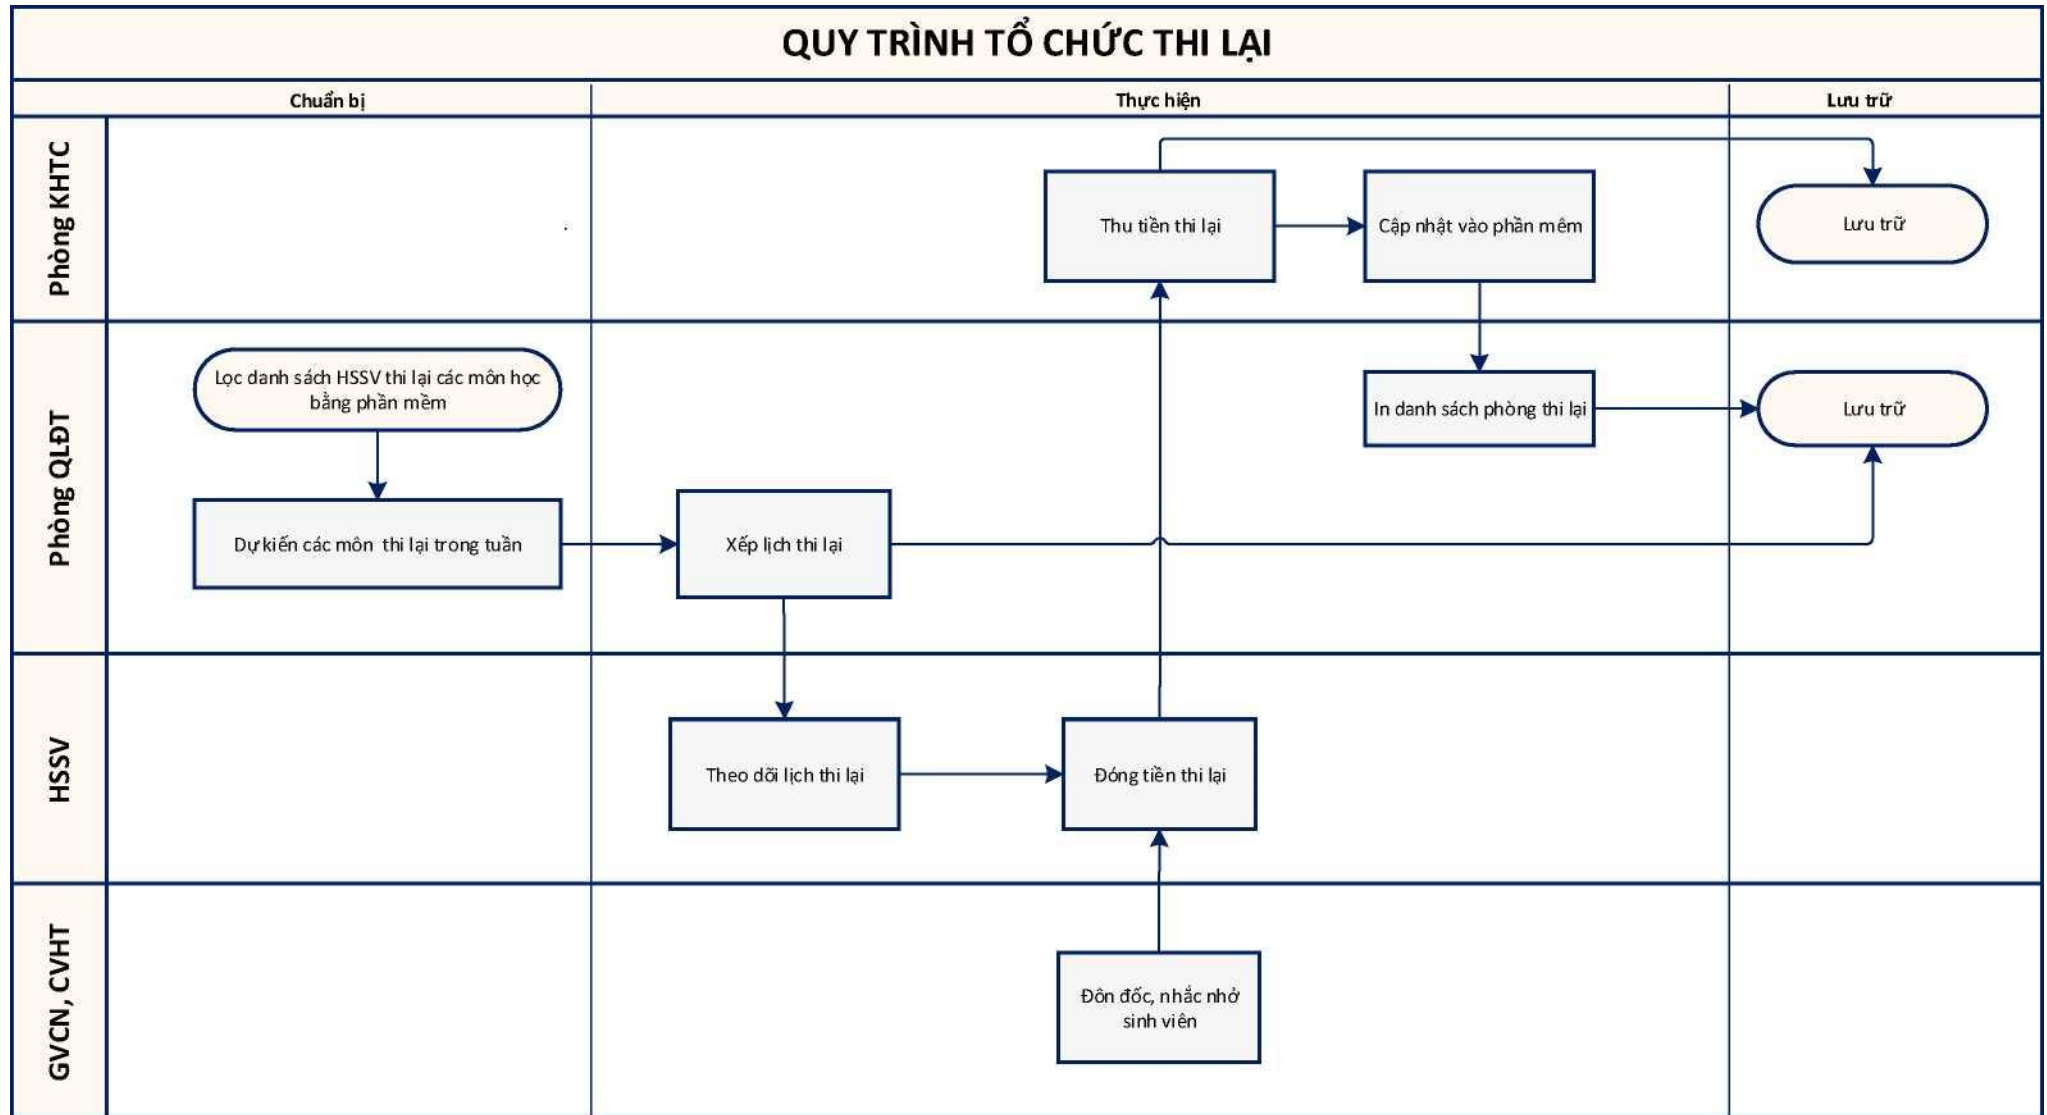 QUY TRÌNH TỔ CHỨC THI LẠI
Chuẩn bị
Thực hiện
Lưu trữ
Phòng KHTC
Thu tiền thi lại
Cập nhật vào phần mêm
Lưu trữ
Phòng QLĐT
Lọc danh sách HSSV thi lại các môn học
bằng phần mềm
In danh sách phòng thi lại
Lưu trữ
Dự kiến các môn thi lại trong tuần
Xếp lịch thi lại
HSSV
Theo dõi lịch thi lại
Đóng tiền thi lại
GVCN, CVHT
Đôn đốc, nhắc nhở
sinh viên